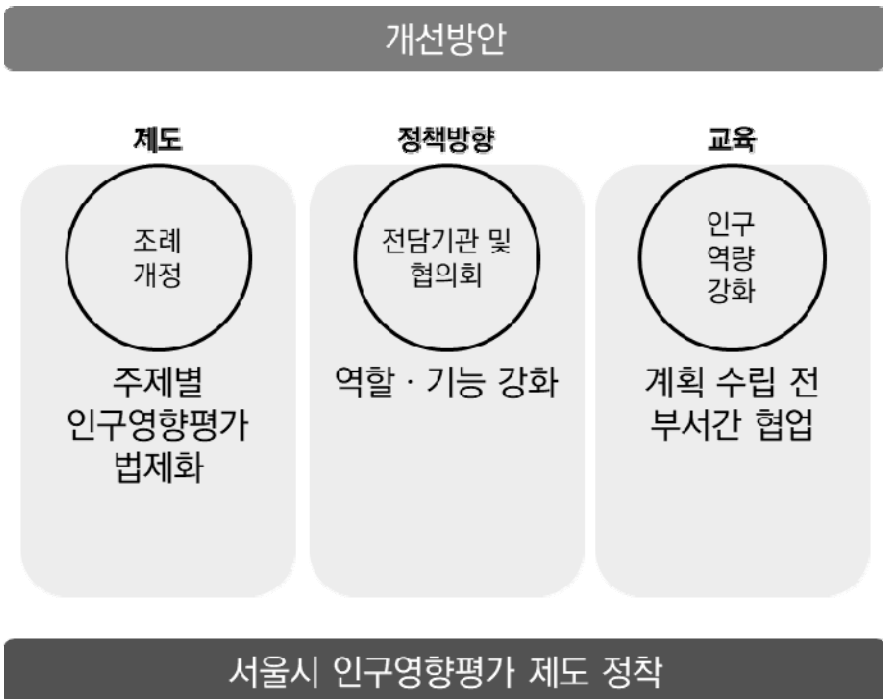 개선방안
제도
조례
개정
주제별
인구영향평가
법제화
정책방향
전담기관 및
협의회
역할 · 기능 강화
교육
인구
역량
강화
계획 수립 전
부서간 협업
서울시 인구영향평가 제도 정착